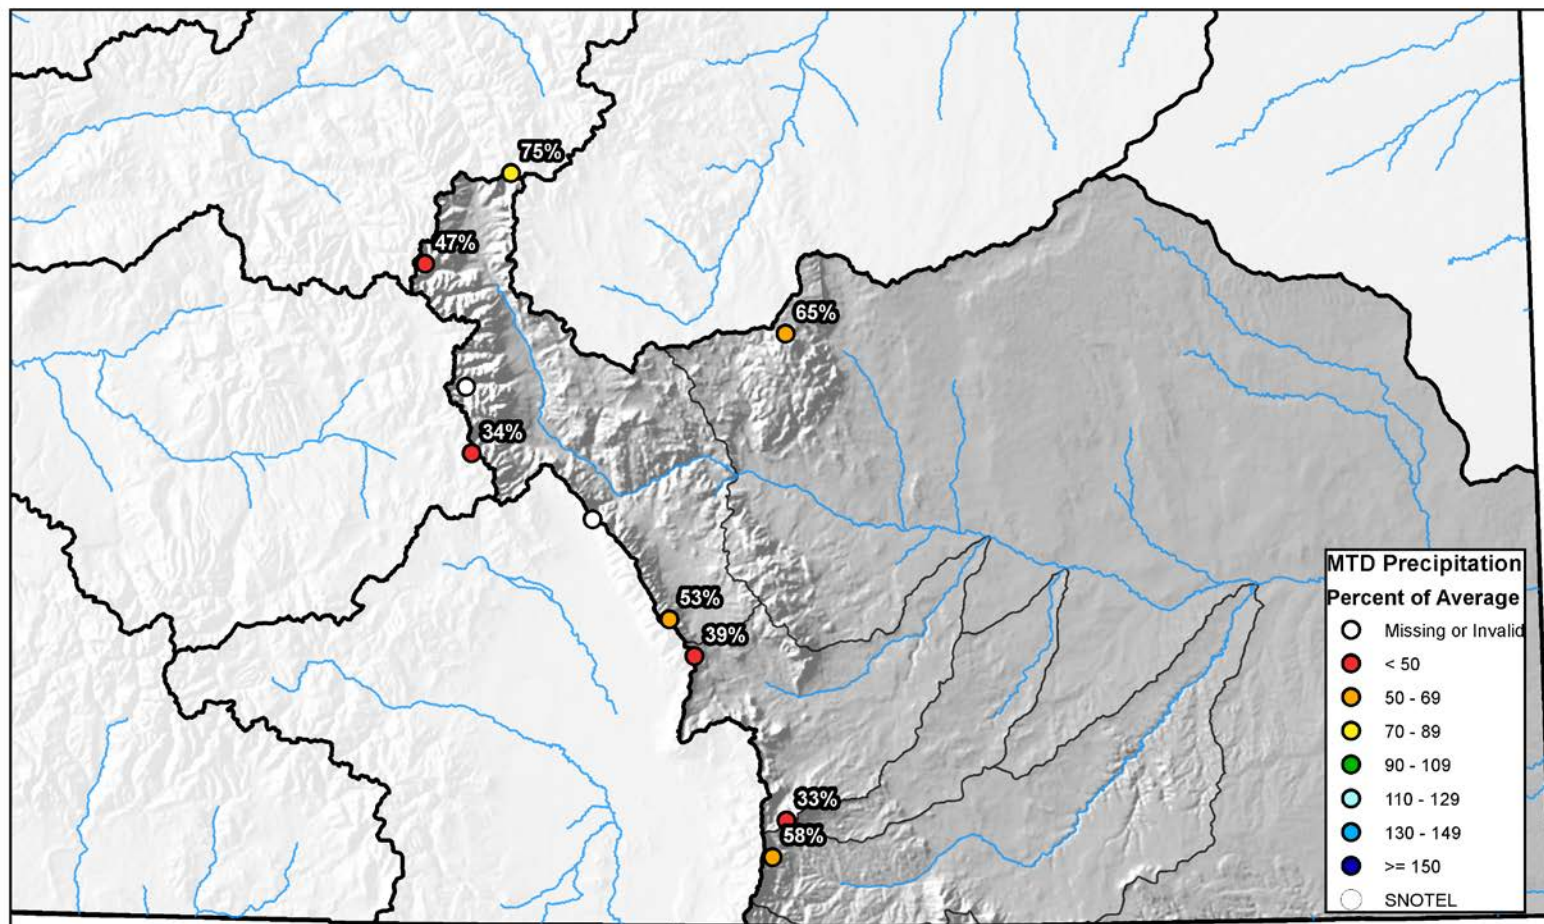 75%
47%
65%
34%
53%
39%
33%
58%
MTD Precipitation
Percent of Average
Missing or Invalid
< 50
50 - 69
70 - 89
90 - 109
110 - 129
130 - 149
>= 150
SNOTEL